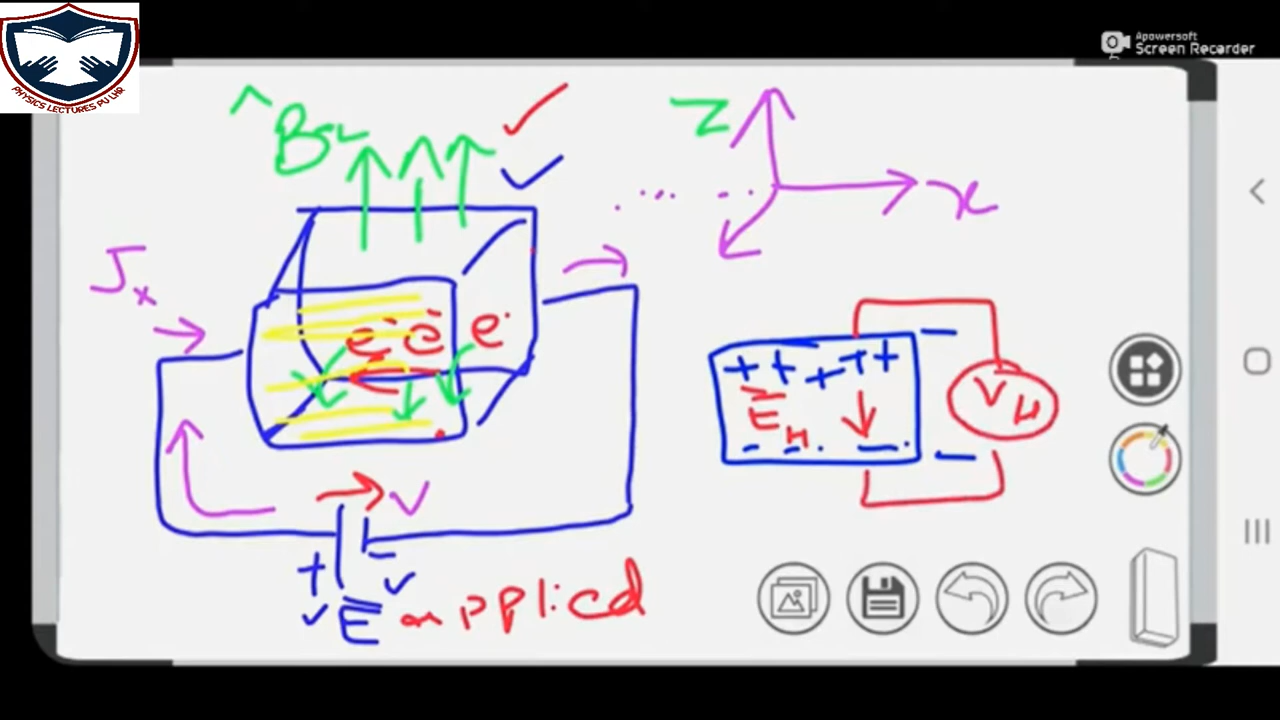 Apowersoft
Screen Recorder
PHYSICS LECTURES PU LHR
Z
x
Jx
e⁻ e⁻ e⁻
+ + + + +
E̅H
VH
- - - -
V
+ -
E̅ applied